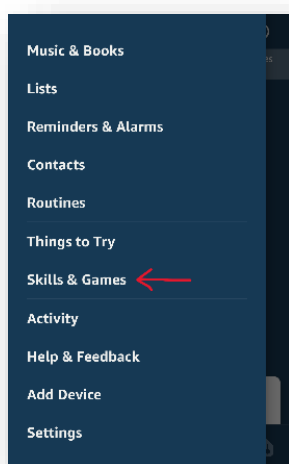 Music & Books
Lists
Reminders & Alarms
Contacts
Routines
Things to Try
Skills & Games
Activity
Help & Feedback
Add Device
Settings